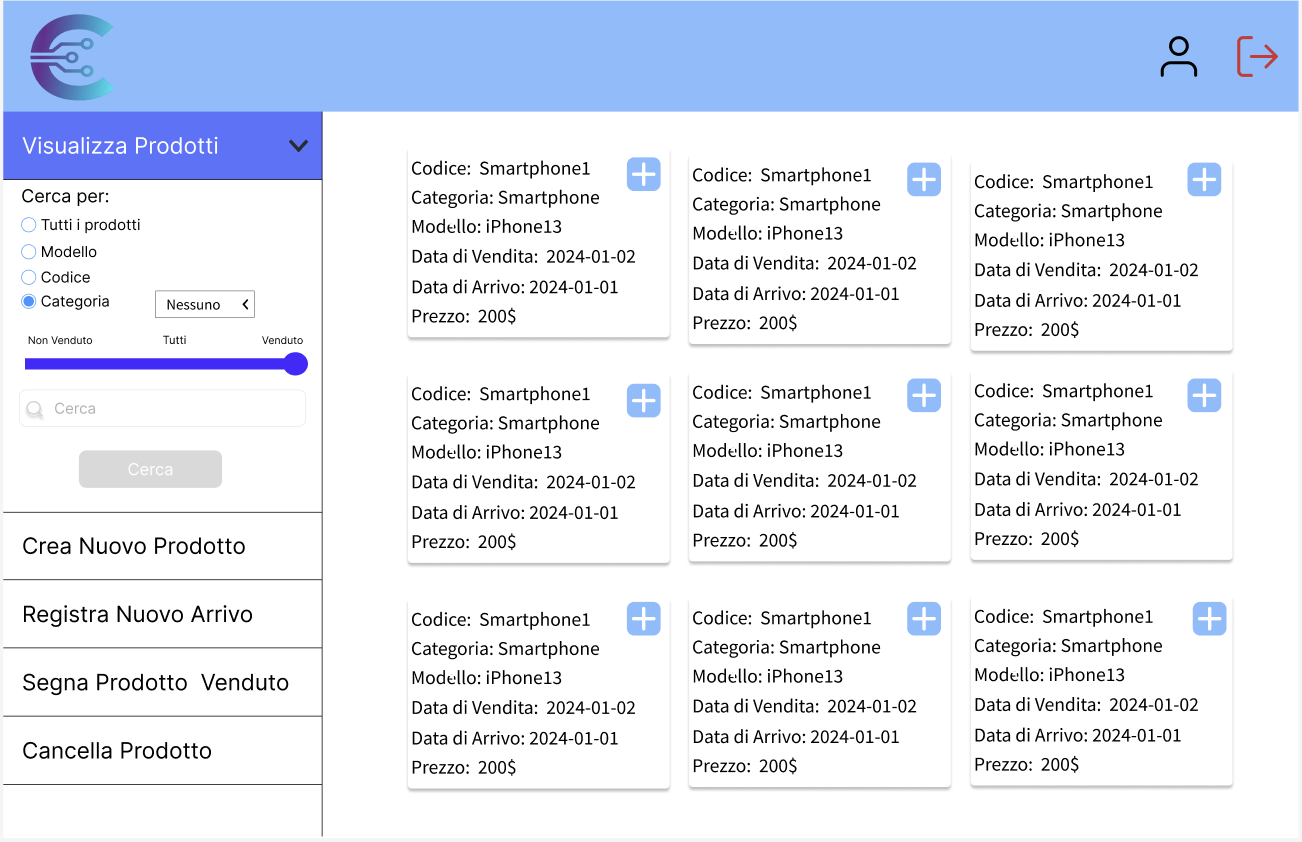 Visualizza Prodotti
Cerca per:
Tutti i prodotti
Modello
Codice
Categoria
Nessuno
Non Venduto Tutti Venduto
Cerca
Cerca
Crea Nuovo Prodotto
Registra Nuovo Arrivo
Segna Prodotto Venduto
Cancella Prodotto
Codice: Smartphone1
Categoria: Smartphone
Modello: iPhone13
Data di Vendita: 2024-01-02
Data di Arrivo: 2024-01-01
Prezzo: 200$
Codice: Smartphone1
Categoria: Smartphone
Modello: iPhone13
Data di Vendita: 2024-01-02
Data di Arrivo: 2024-01-01
Prezzo: 200$
Codice: Smartphone1
Categoria: Smartphone
Modello: iPhone13
Data di Vendita: 2024-01-02
Data di Arrivo: 2024-01-01
Prezzo: 200$
Codice: Smartphone1
Categoria: Smartphone
Modello: iPhone13
Data di Vendita: 2024-01-02
Data di Arrivo: 2024-01-01
Prezzo: 200$
Codice: Smartphone1
Categoria: Smartphone
Modello: iPhone13
Data di Vendita: 2024-01-02
Data di Arrivo: 2024-01-01
Prezzo: 200$
Codice: Smartphone1
Categoria: Smartphone
Modello: iPhone13
Data di Vendita: 2024-01-02
Data di Arrivo: 2024-01-01
Prezzo: 200$
Codice: Smartphone1
Categoria: Smartphone
Modello: iPhone13
Data di Vendita: 2024-01-02
Data di Arrivo: 2024-01-01
Prezzo: 200$
Codice: Smartphone1
Categoria: Smartphone
Modello: iPhone13
Data di Vendita: 2024-01-02
Data di Arrivo: 2024-01-01
Prezzo: 200$
Codice: Smartphone1
Categoria: Smartphone
Modello: iPhone13
Data di Vendita: 2024-01-02
Data di Arrivo: 2024-01-01
Prezzo: 200$